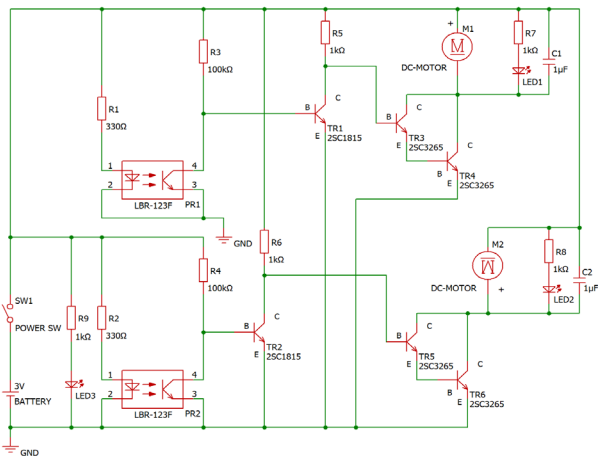 M1
+
R5
1kΩ
R7
1kΩ
C1
1μF
R3
100kΩ
DC-MOTOR
LED1
R1
330Ω
B
C
E
TR1
2SC1815
B
C
E
TR3
2SC3265
C
B
E
TR4
2SC3265
1
2
4
3
LBR-123F
PR1
GND
R6
1kΩ
M2
+
DC-MOTOR
R8
1kΩ
C2
1μF
LED2
R4
100kΩ
SW1
POWER SW
R9
1kΩ
R2
330Ω
B
C
E
TR2
2SC1815
B
C
E
TR5
2SC3265
C
B
E
TR6
2SC3265
3V
BATTERY
LED3
1
2
4
3
LBR-123F
PR2
GND